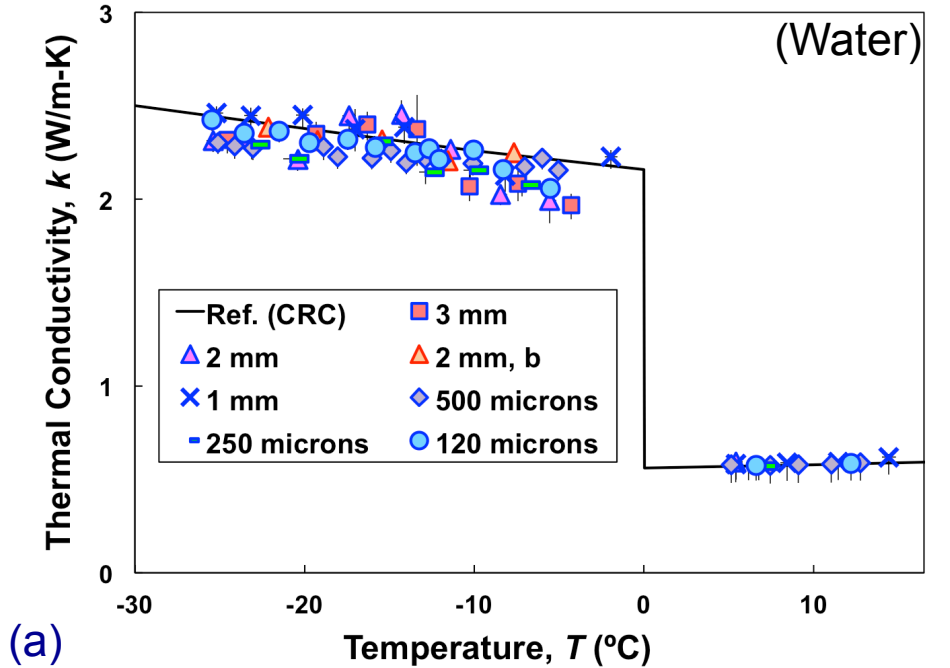 3
(Water)
2
1
0
Thermal Conductivity, k (W/m-K)
Ref. (CRC)
3 mm
2 mm
2 mm, b
1 mm
500 microns
250 microns
120 microns
-30
-20
-10
0
10
Temperature, T (ºC)
(a)